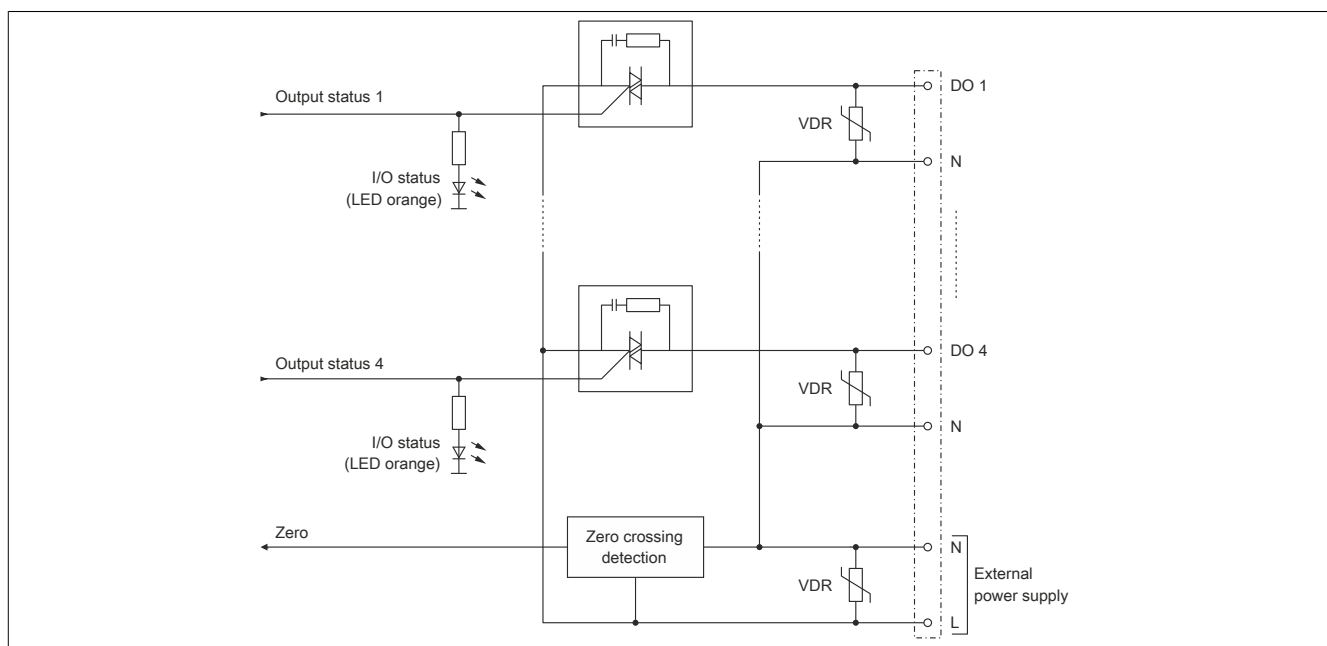 DO 1
Output status 1
VDR
N
I/O status
(LED orange)
DO 4
Output status 4
VDR
N
I/O status
(LED orange)
Zero
Zero crossing
detection
N
External
power supply
VDR
L